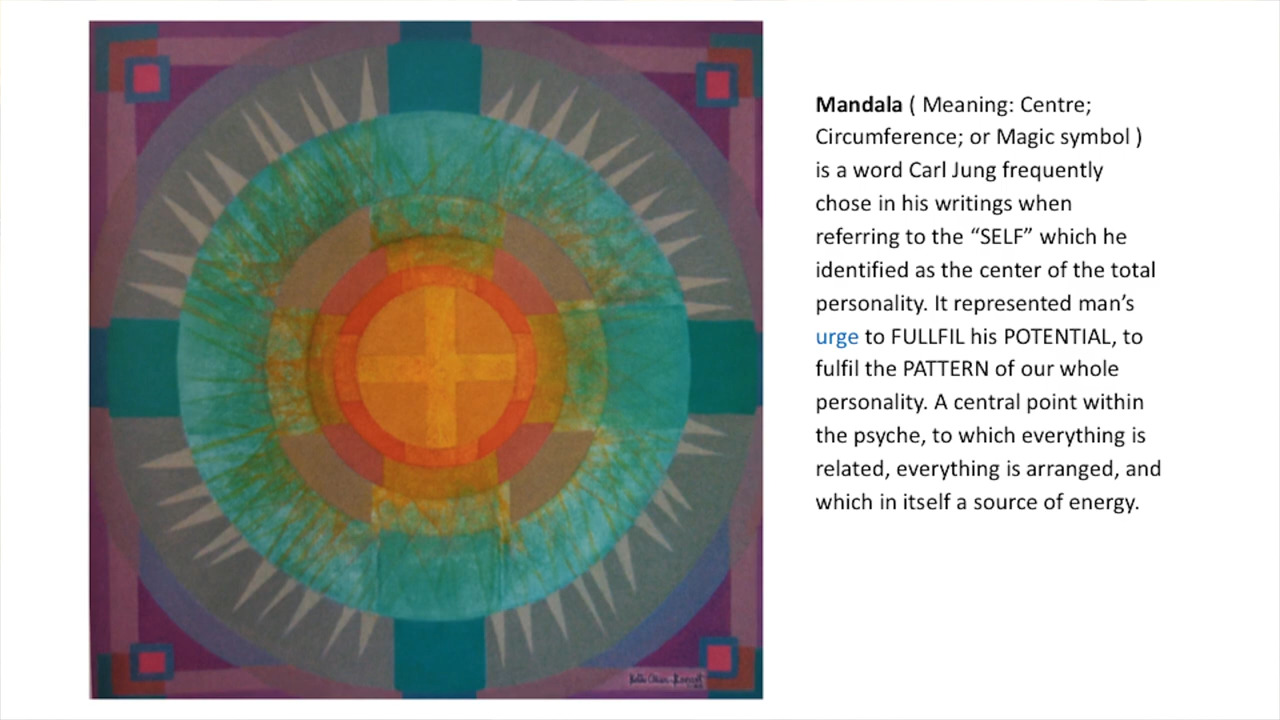 Mandala ( Meaning: Centre;
Circumference; or Magic symbol )
is a word Carl Jung frequently
chose in his writings when
referring to the “SELF” which he
identified as the center of the total
personality. It represented man’s
urge to FULLFIL his POTENTIAL, to
fulfil the PATTERN of our whole
personality. A central point within
the psyche, to which everything is
related, everything is arranged, and
which in itself a source of energy.